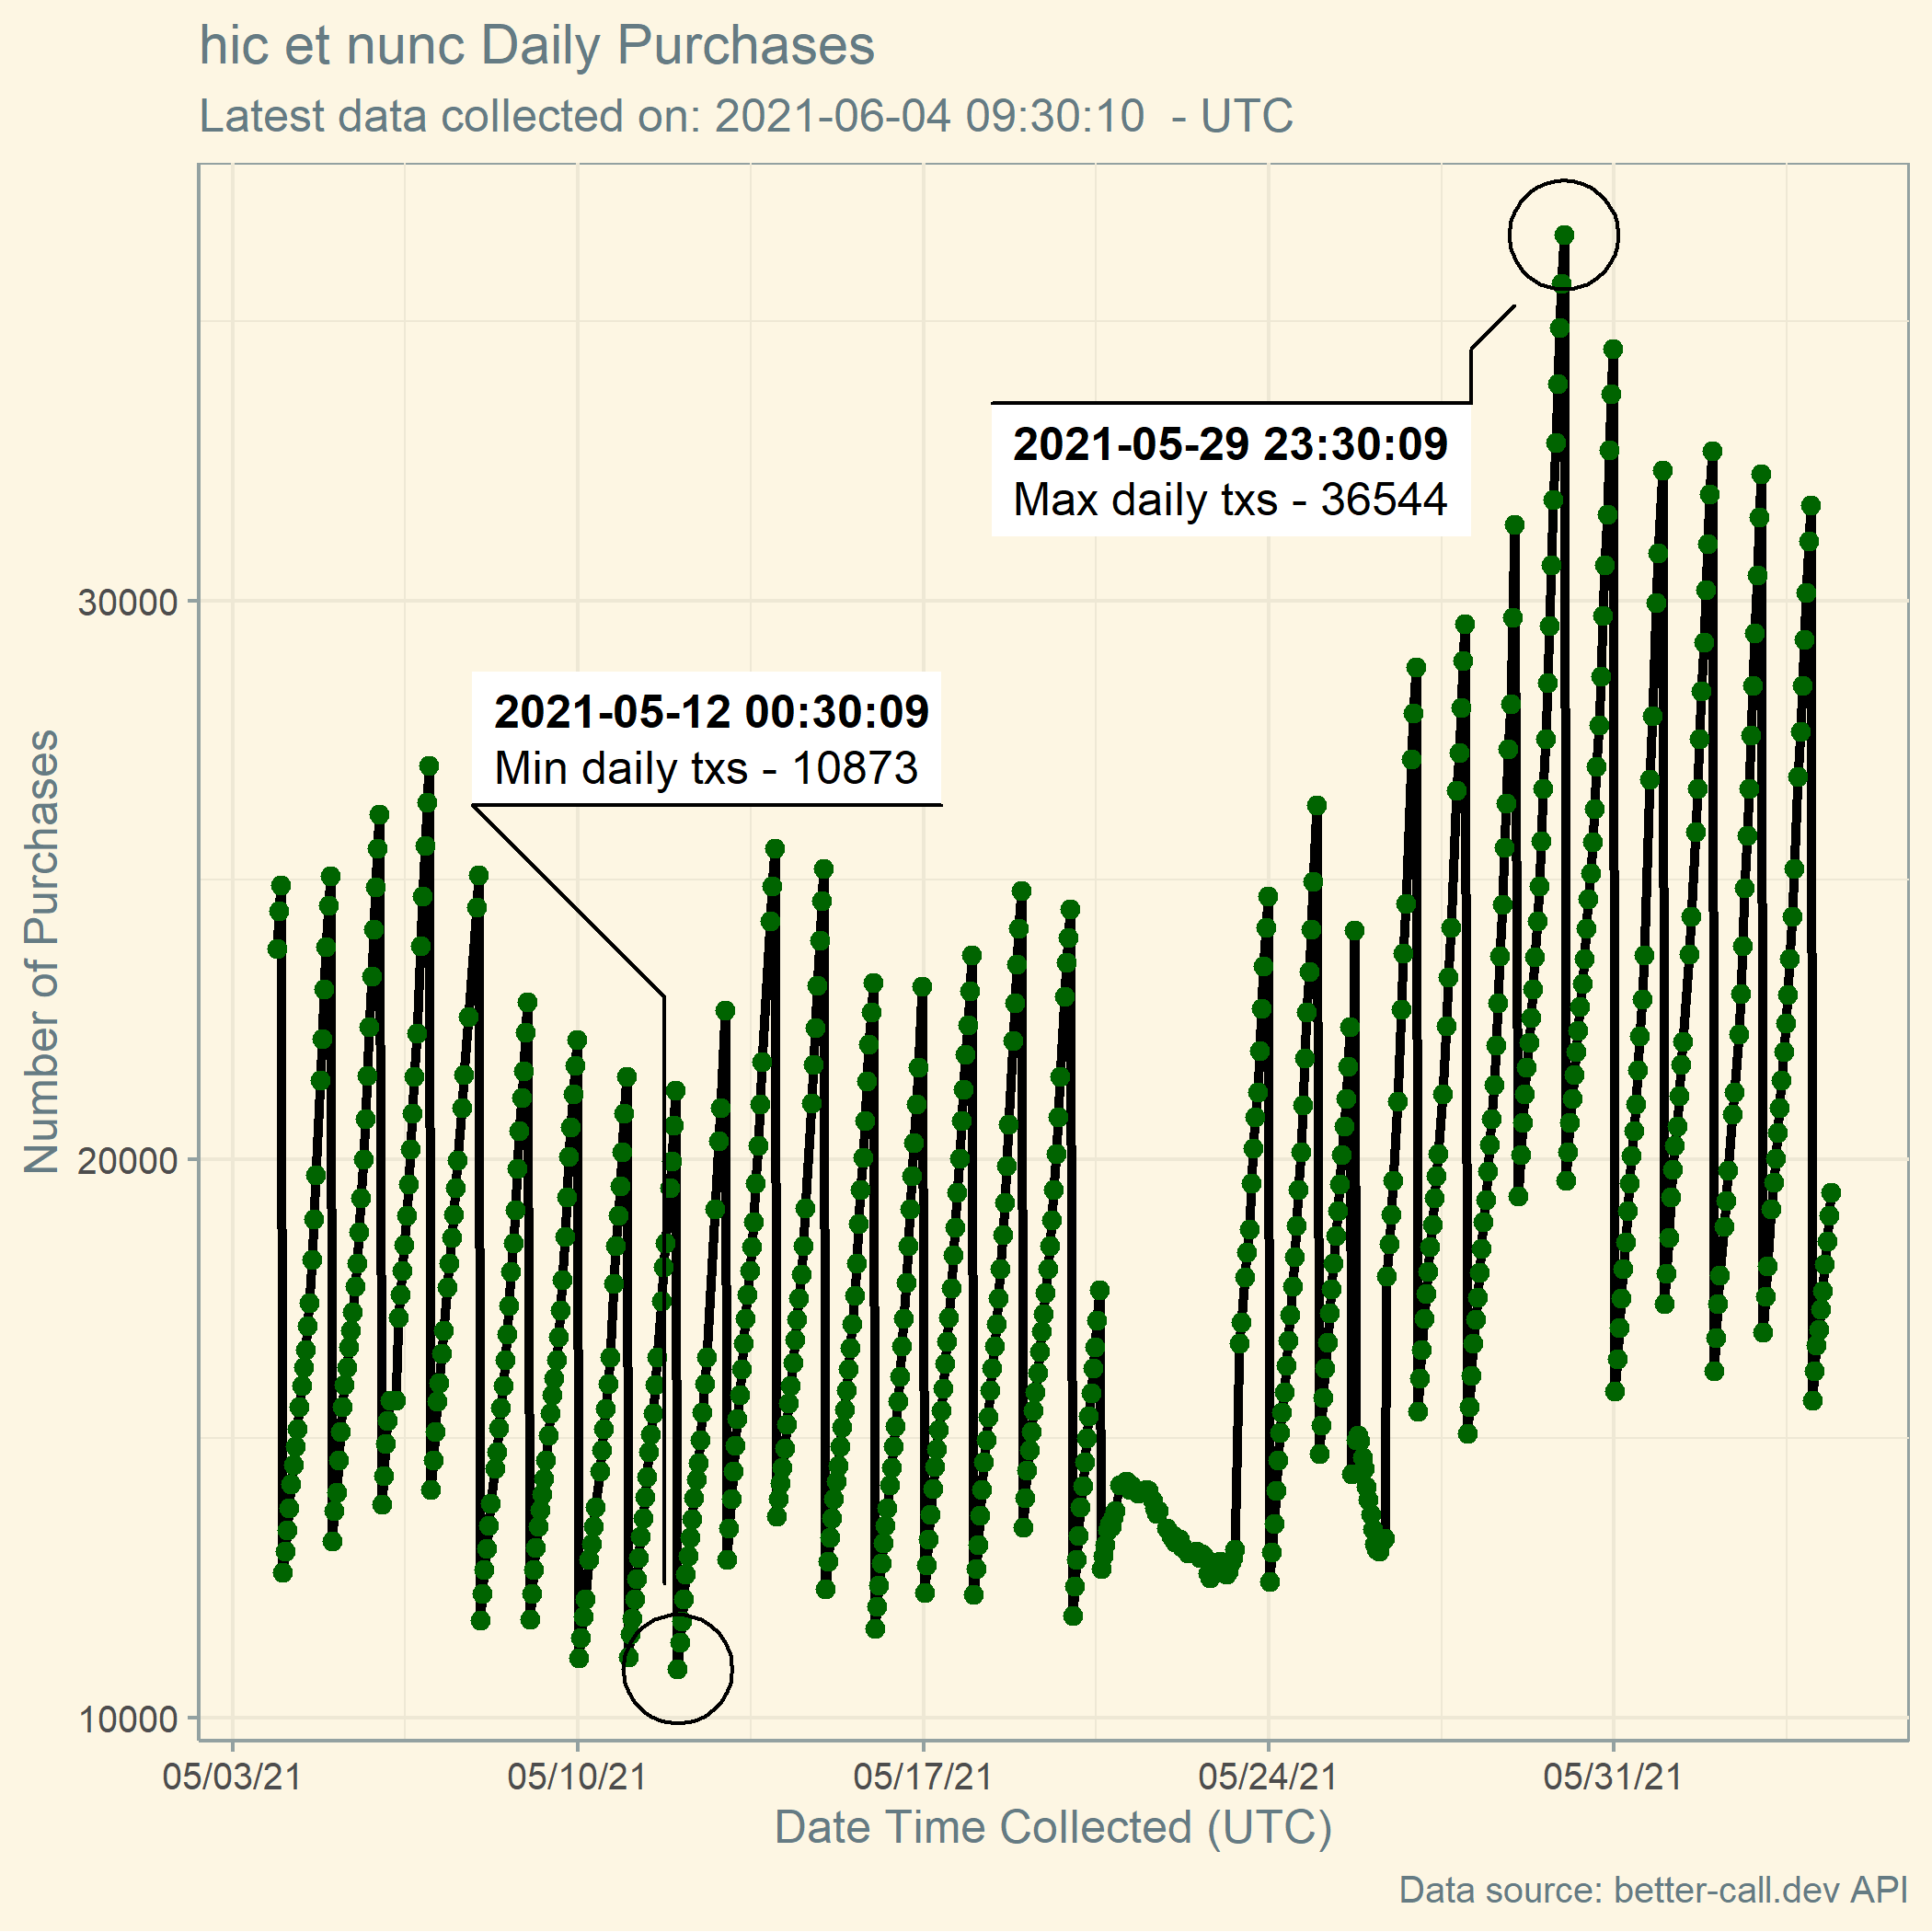 hic et nunc Daily Purchases
Latest data collected on: 2021-06-04 09:30:10  - UTC
2021-05-29 23:30:09
Max daily txs - 36544
30000
2021-05-12 00:30:09
Min daily txs - 10873
Number of Purchases
20000
10000
05/03/21
05/10/21
05/17/21
05/24/21
05/31/21
Date Time Collected (UTC)
Data source: better-call.dev API